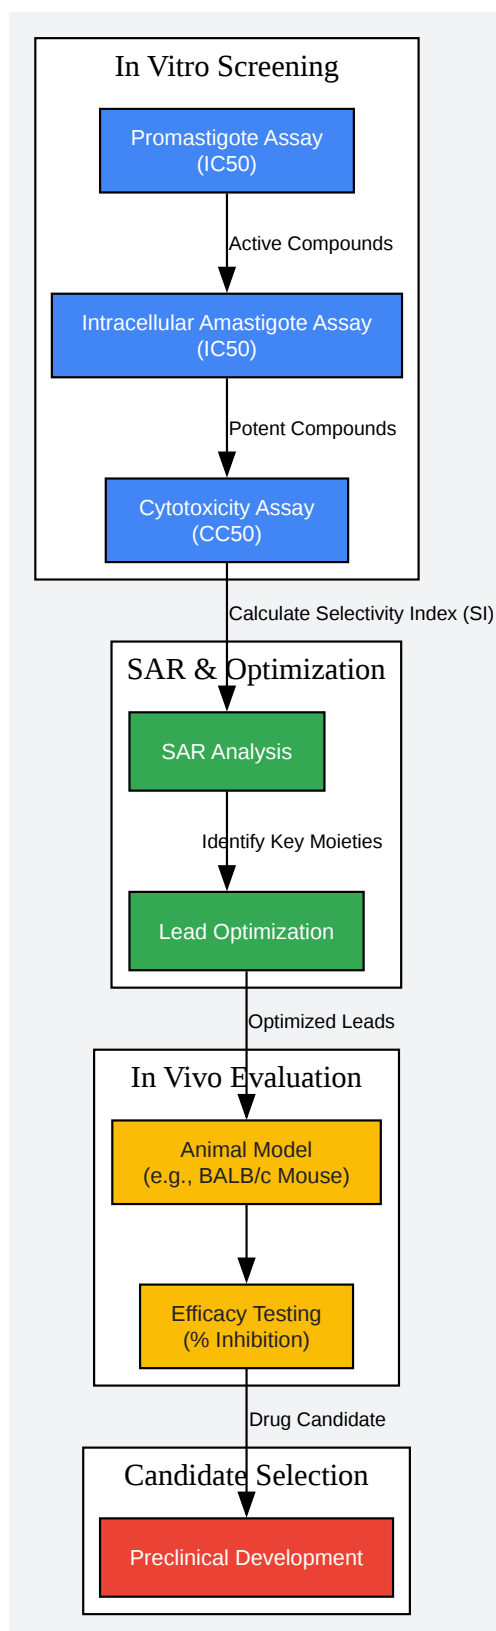 In Vitro Screening
Promastigote Assay
(IC50)
Active Compounds
Intracellular Amastigote Assay
(IC50)
Potent Compounds
Cytotoxicity Assay
(CC50)
Calculate Selectivity Index (SI)
SAR & Optimization
SAR Analysis
Identify Key Moieties
Lead Optimization
Optimized Leads
In Vivo Evaluation
Animal Model
(e.g., BALB/c Mouse)
Efficacy Testing
(% Inhibition)
Drug Candidate
Candidate Selection
Preclinical Development